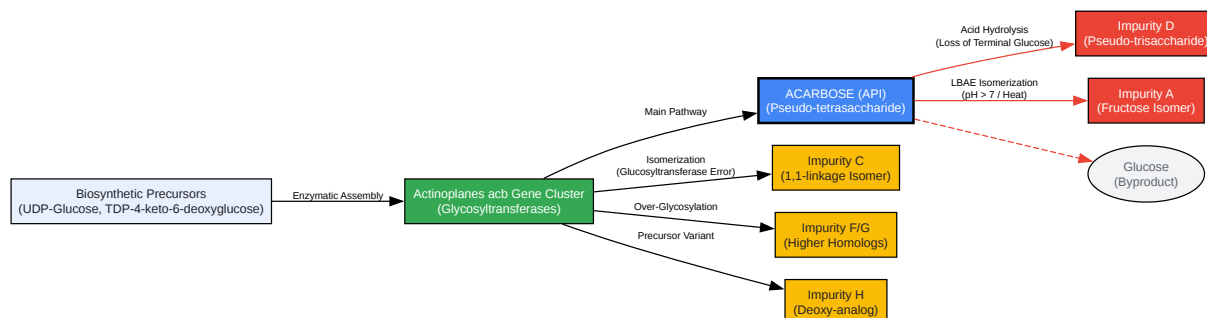 Biosynthetic Precursors
(UDP-Glucose, TDP-4-keto-6-deoxyglucose)
Enzymatic Assembly
Actinoplanes acb Gene Cluster
(Glycosyltransferases)
Main Pathway
Isomerization
(Glucosyltransferase Error)
Over-Glycosylation
Precursor Variant
ACARBOSE (API)
(Pseudo-tetrasaccharide)
Impurity C
(1,1-linkage Isomer)
Impurity F/G
(Higher Homologs)
Impurity H
(Deoxy-analog)
Acid Hydrolysis
(Loss of Terminal Glucose)
LBAE Isomerization
(pH > 7 / Heat)
Impurity D
(Pseudo-trisaccharide)
Impurity A
(Fructose Isomer)
Glucose
(Byproduct)